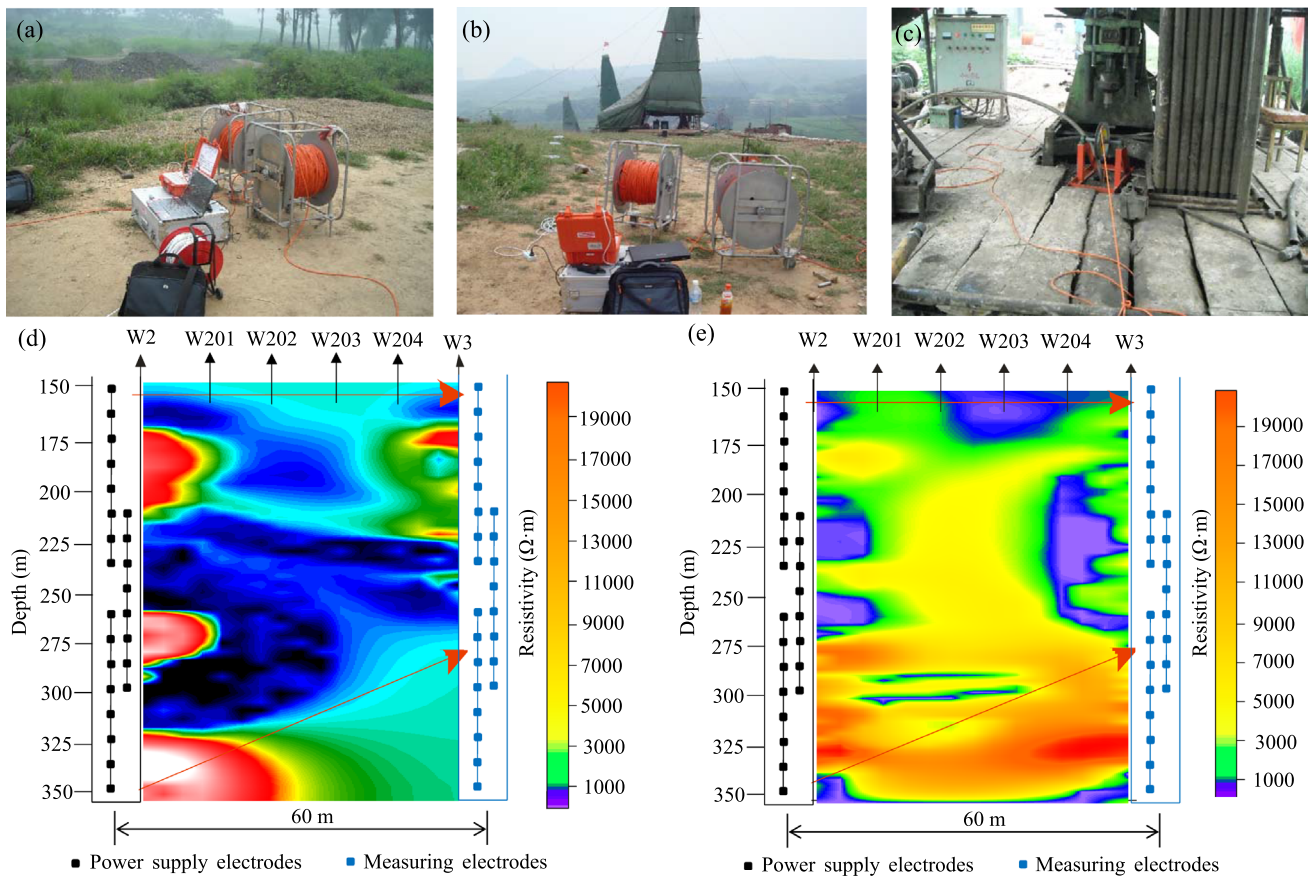 (a)
(b)
(c)
(d)
W2
W201
W202
W203
W204
W3
150
175
200
225
250
275
300
325
350
Depth (m)
19000
17000
15000
13000
11000
9000
7000
5000
3000
1000
Resistivity (Ω·m)
60 m
Power supply electrodes
Measuring electrodes
(e)
W2
W201
W202
W203
W204
W3
150
175
200
225
250
275
300
325
350
Depth (m)
19000
17000
15000
13000
11000
9000
7000
5000
3000
1000
Resistivity (Ω·m)
60 m
Power supply electrodes
Measuring electrodes